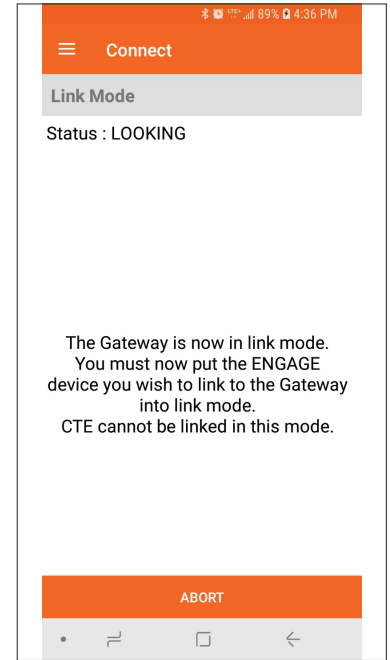 LTE+ 89% 4:36 PM
Connect
Link Mode
Status : LOOKING
The Gateway is now in link mode.
You must now put the ENGAGE
device you wish to link to the Gateway
into link mode.
CTE cannot be linked in this mode.
ABORT